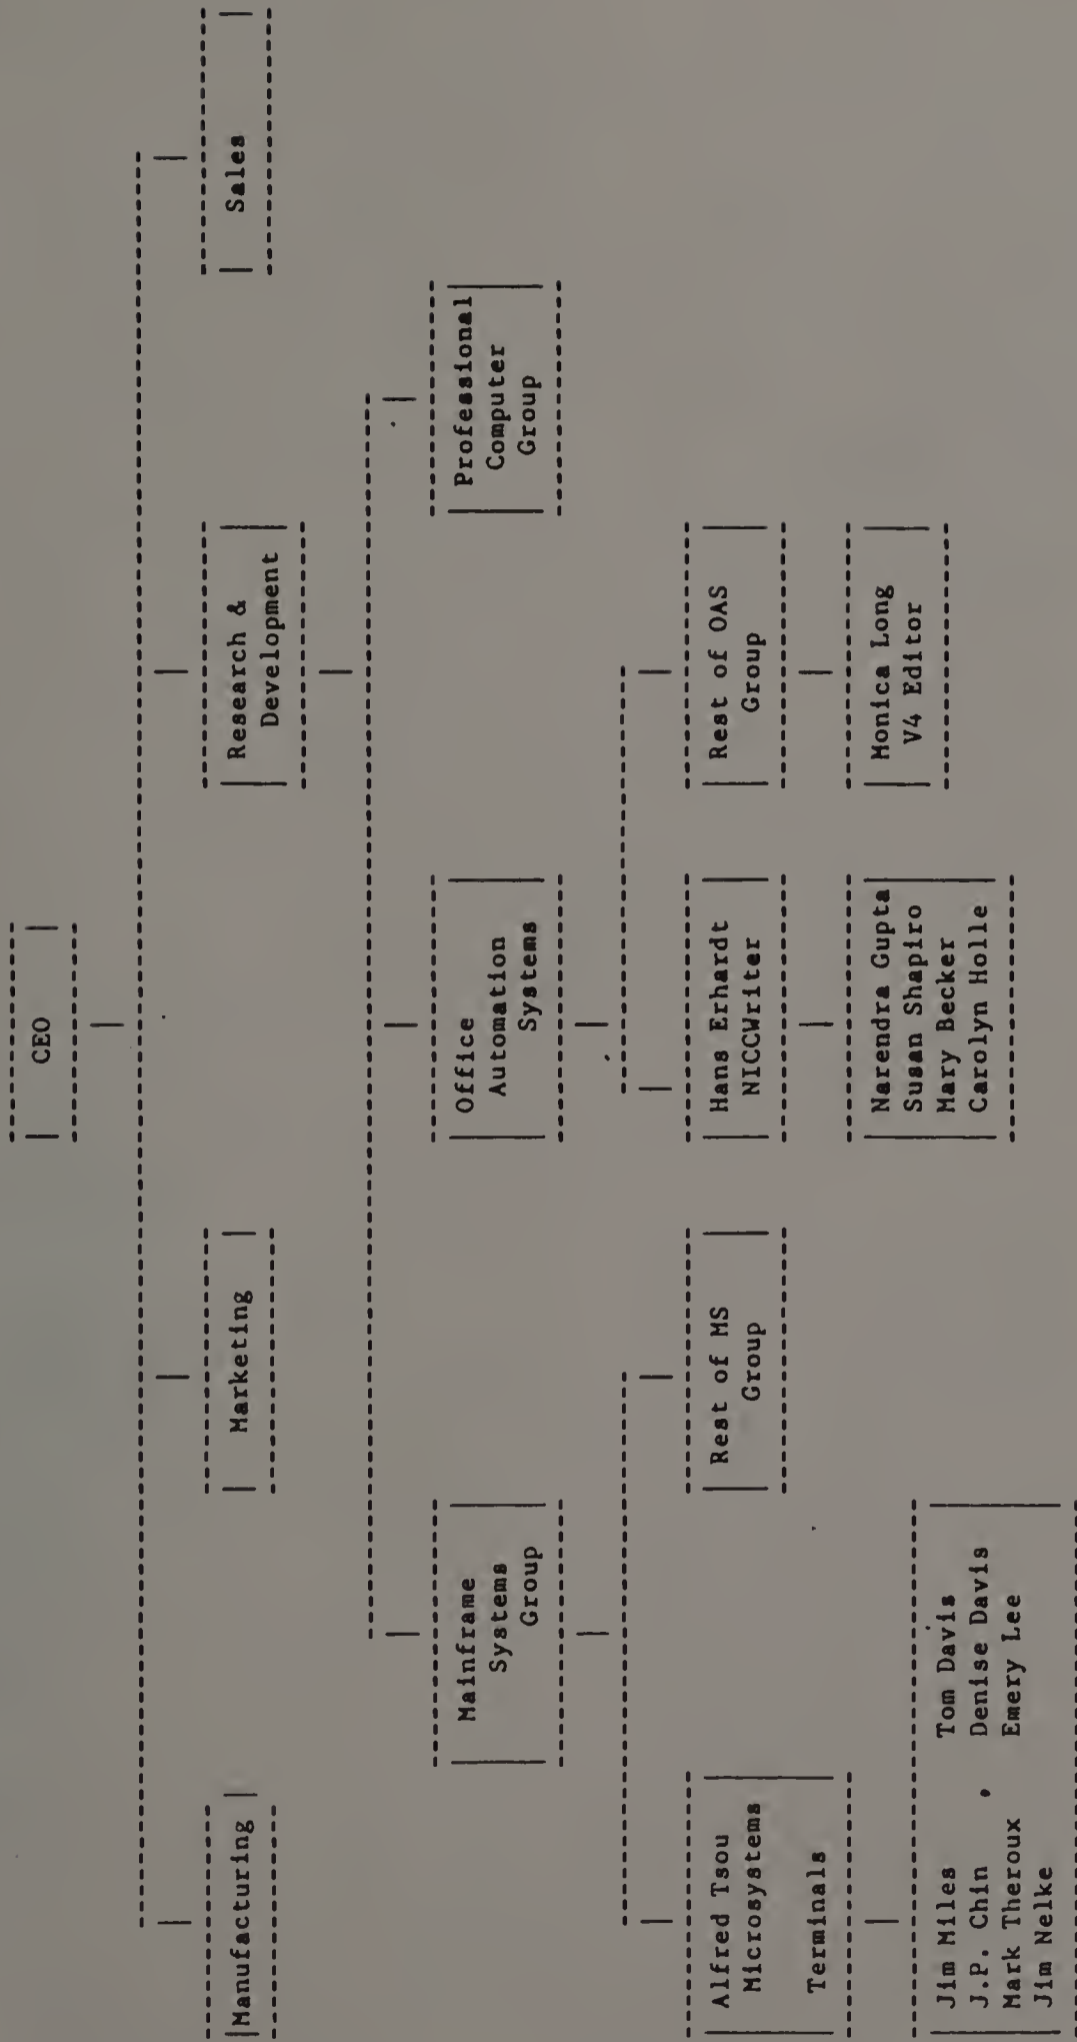 CEO
Manufacturing
Marketing
Research &
Development
Sales
Mainframe
Systems
Group
Office
Automation
Systems
Professional
Computer
Group
Alfred Tsou
Microsystems
Terminals
Rest of MS
Group
Hans Erhardt
NICCWriter
Rest of OAS
Group
Jim Miles Tom Davis
J.P. Chin Denise Davis
Mark Theroux Emery Lee
Jim Nelke
Narendra Gupta
Susan Shapiro
Mary Becker
Carolyn Holle
Monica Long
V4 Editor